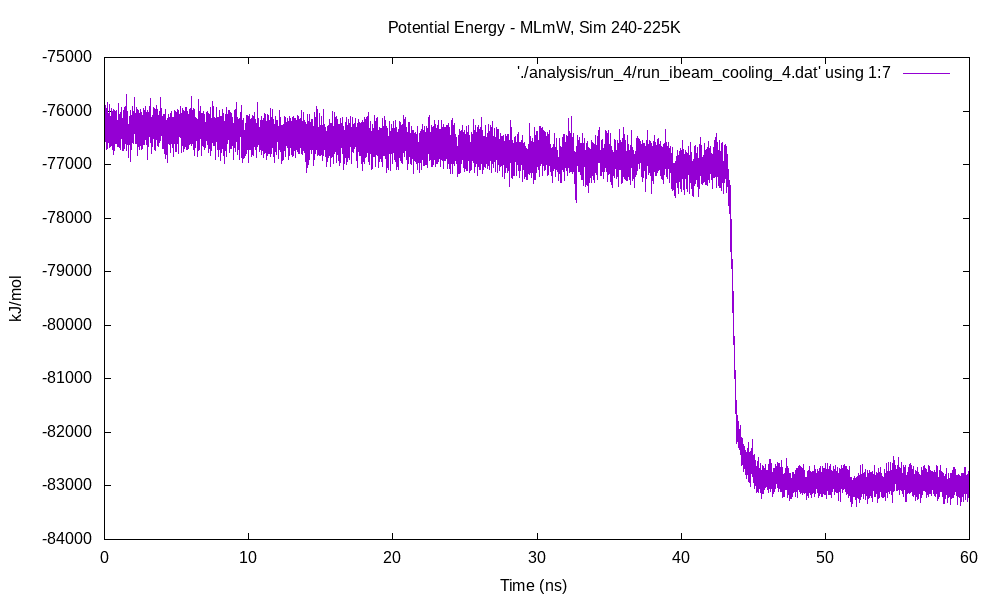 Potential Energy - MLmW, Sim 240-225K
'./analysis/run_4/run_ibeam_cooling_4.dat' using 1:7
-75000
-76000
-77000
-78000
-79000
-80000
-81000
-82000
-83000
-84000
kJ/mol
0 10 20 30 40 50 60
Time (ns)